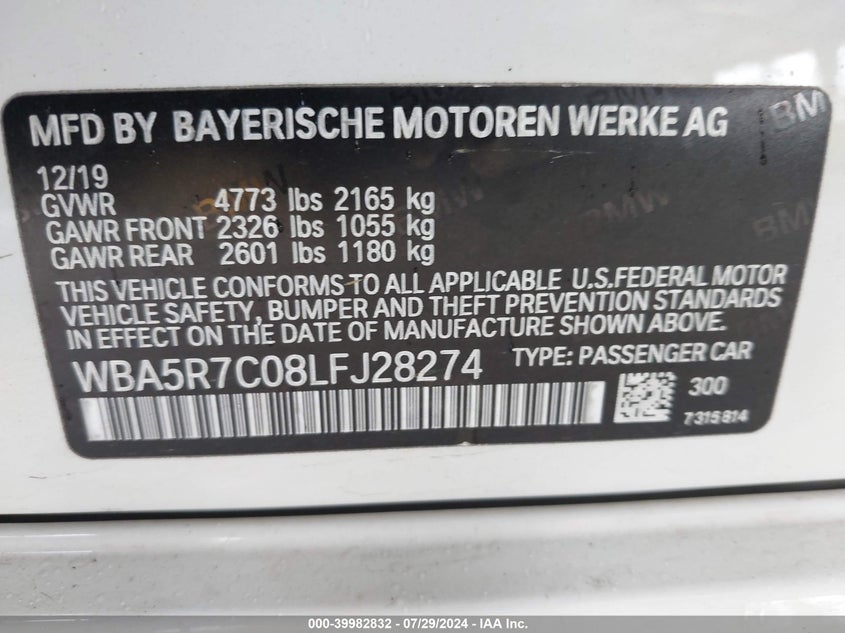 MFD BY BAYERISCHE MOTOREN WERKE AG
12/19
GVWR 4773 lbs 2165 kg
GAWR FRONT 2326 lbs 1055 kg
GAWR REAR 2601 lbs 1180 kg
THIS VEHICLE CONFORMS TO ALL APPLICABLE U.S.FEDERAL MOTOR
VEHICLE SAFETY, BUMPER AND THEFT PREVENTION STANDARDS
IN EFFECT ON THE DATE OF MANUFACTURE SHOWN ABOVE.
WBA5R7C08LFJ28274 TYPE: PASSENGER CAR
300
7315814
BMW
BMW
BMW
000-39982832 - 07/29/2024 - IAA Inc.